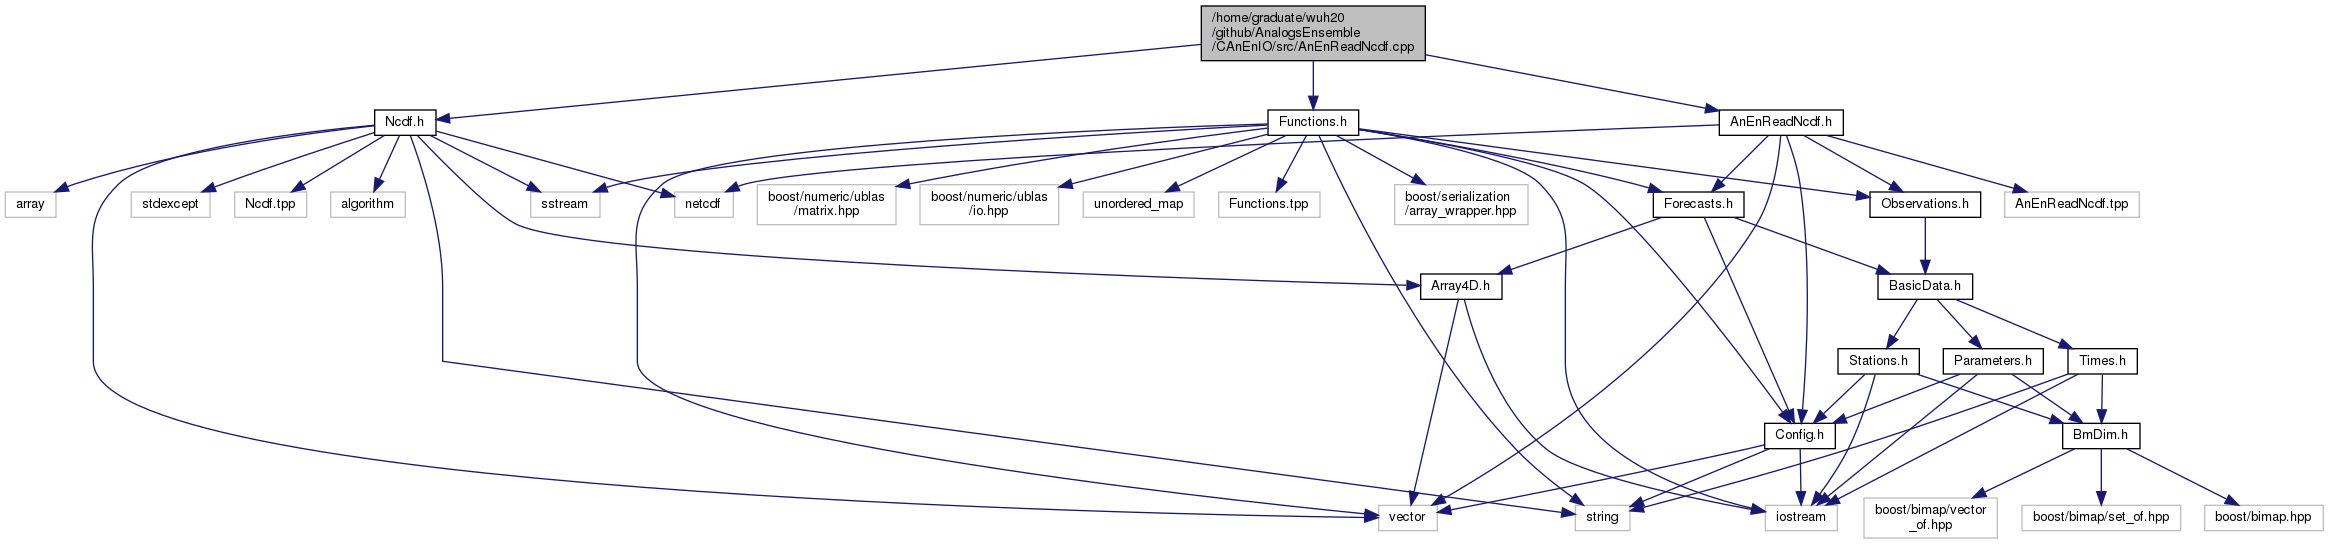 /home/graduate/wuh20
/github/AnalogsEnsemble
/CAnEnIO/src/AnEnReadNcdf.cpp
Ncdf.h
Functions.h
AnEnReadNcdf.h
array
stdexcept
Ncdf.tpp
algorithm
sstream
netcdf
boost/numeric/ublas
/matrix.hpp
boost/numeric/ublas
/io.hpp
unordered_map
Functions.tpp
boost/serialization
/array_wrapper.hpp
Forecasts.h
Observations.h
AnEnReadNcdf.tpp
Array4D.h
BasicData.h
Stations.h
Parameters.h
Times.h
Config.h
BmDim.h
vector
string
iostream
boost/bimap/vector
_of.hpp
boost/bimap/set_of.hpp
boost/bimap.hpp